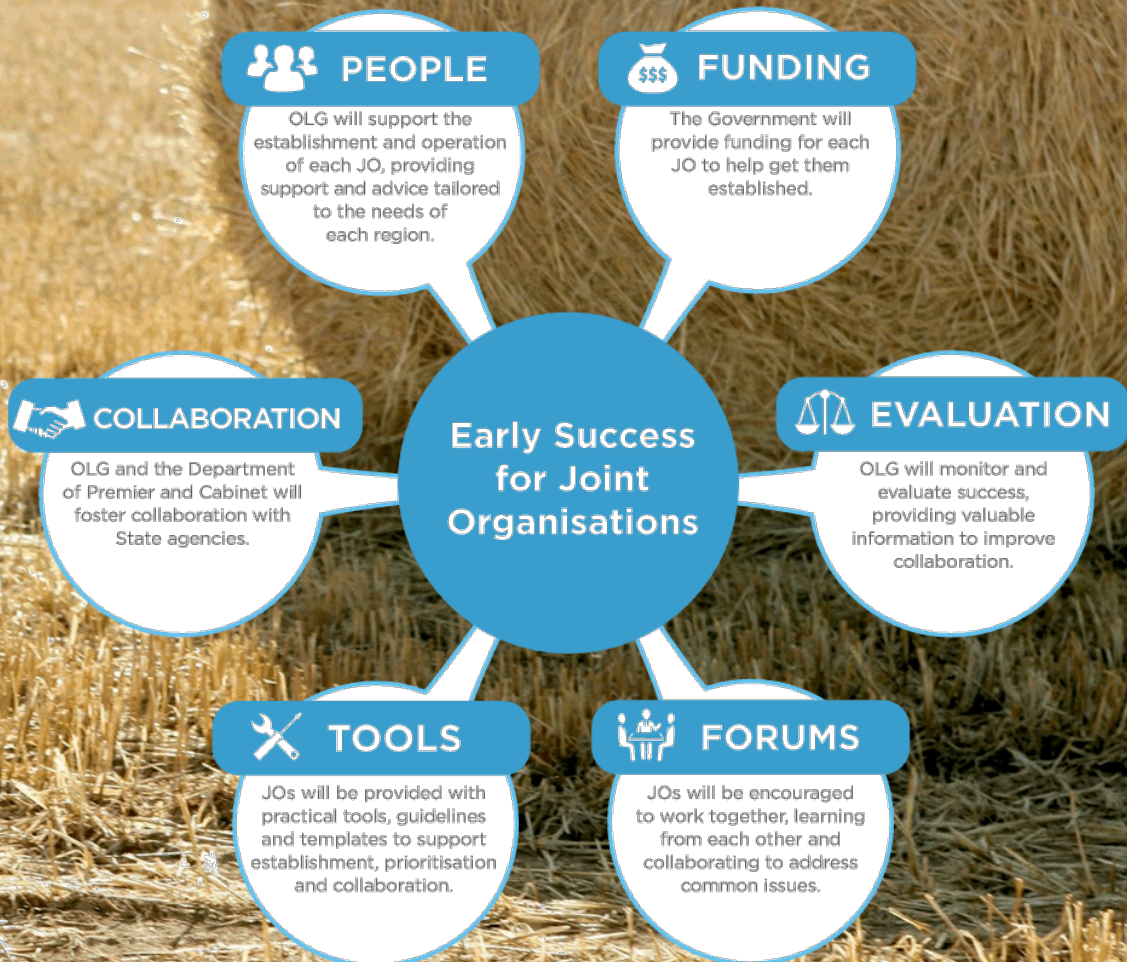 PEOPLE
OLG will support the
establishment and operation
of each JO, providing
support and advice tailored
to the needs of
each region.
$$$
FUNDING
The Government will
provide funding for each
JO to help get them
established.
COLLABORATION
OLG and the Department
of Premier and Cabinet will
foster collaboration with
State agencies.
Early Success
for Joint
Organisations
EVALUATION
OLG will monitor and
evaluate success,
providing valuable
information to improve
collaboration.
TOOLS
JOs will be provided with
practical tools, guidelines
and templates to support
establishment, prioritisation
and collaboration.
FORUMS
JOs will be encouraged
to work together, learning
from each other and
collaborating to address
common issues.